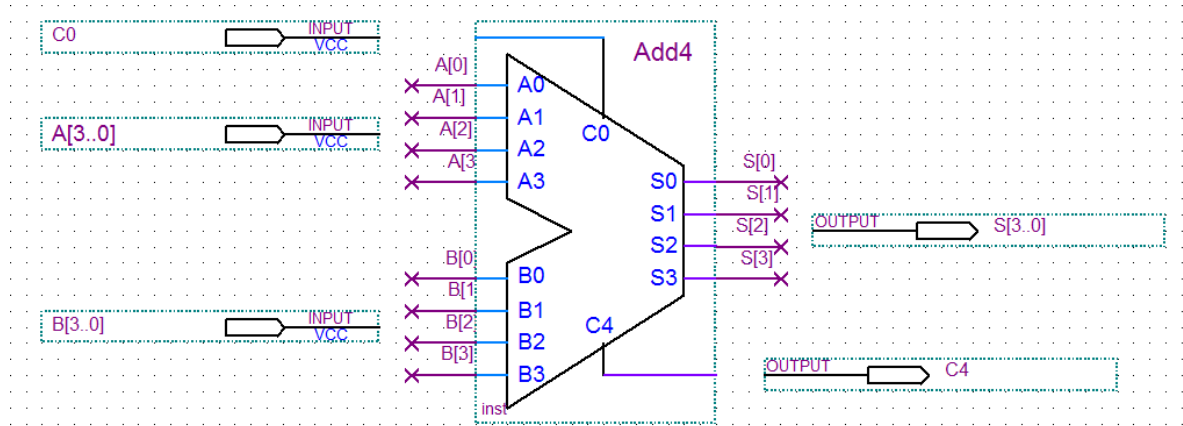 C0
INPUT
VCC
A[3..0]
INPUT
VCC
B[3..0]
INPUT
VCC
Add4
A[0]
A[1]
A[2]
A[3
B[0
B[1
B[2
B[3]
A0
A1
A2
A3
B0
B1
B2
B3
C0
C4
S0
S1
S2
S3
inst
S[0]
S[1]
S[2]
S[3]
OUTPUT
S[3..0]
OUTPUT
C4